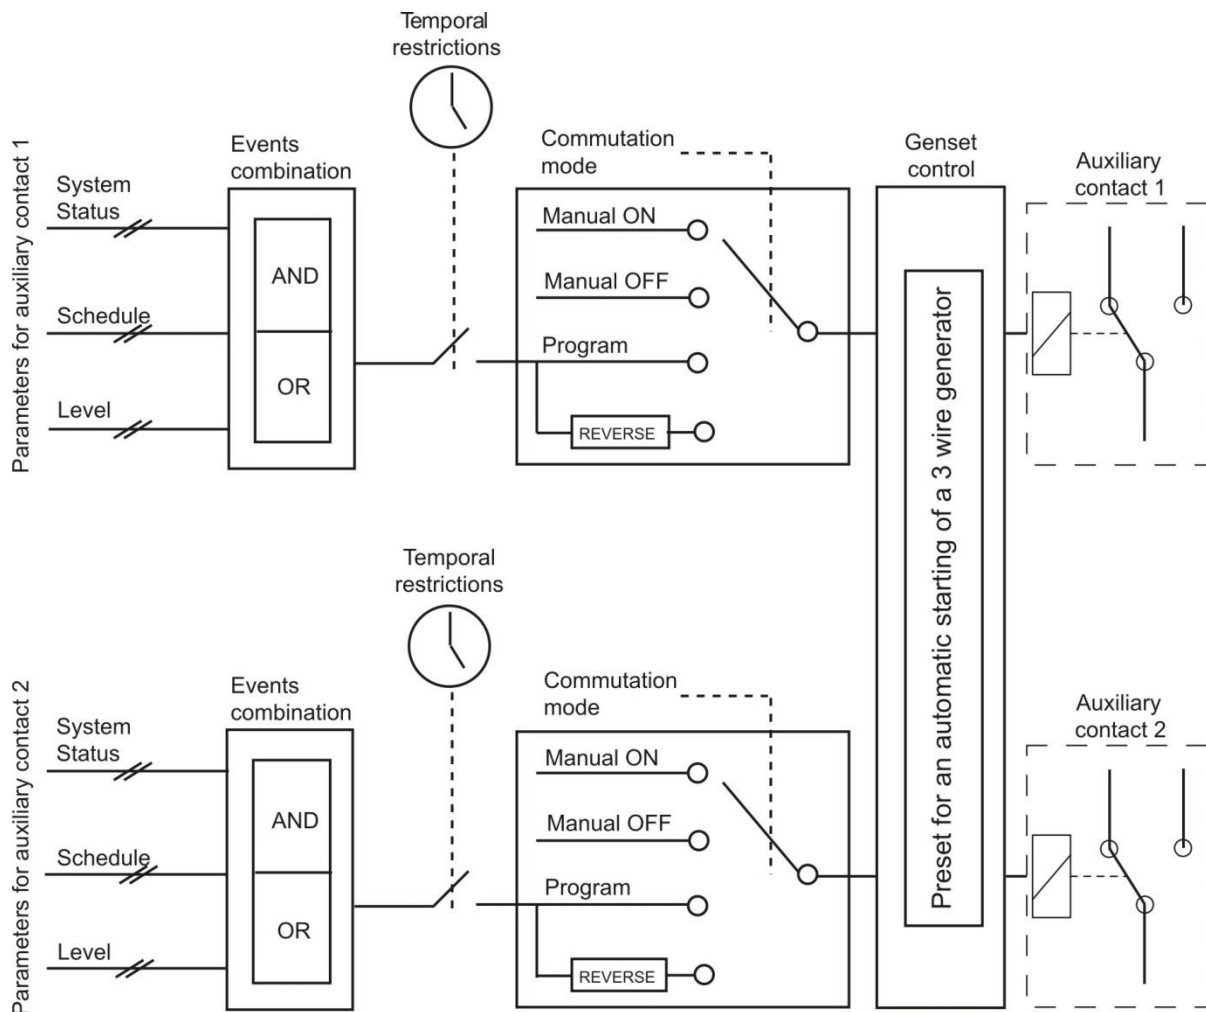 Temporal
restrictions
Parameters for auxiliary contact 1
System
Status
Schedule
Level
Events
combination
AND
OR
Commutation
mode
Manual ON
Manual OFF
Program
REVERSE
Genset
control
Preset for an automatic starting of a 3 wire generator
Auxiliary
contact 1
Temporal
restrictions
Parameters for auxiliary contact 2
System
Status
Schedule
Level
Events
combination
AND
OR
Commutation
mode
Manual ON
Manual OFF
Program
REVERSE
Auxiliary
contact 2